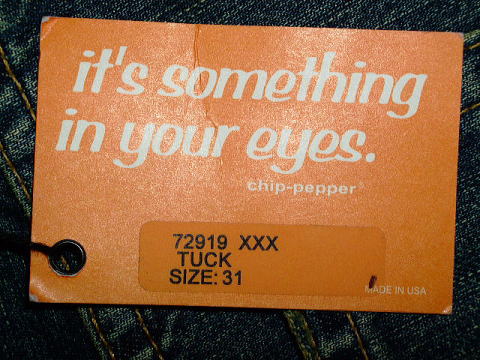 it's something
in your eyes.
chip-pepper
72919 XXX
TUCK
SIZE: 31
MADE IN USA